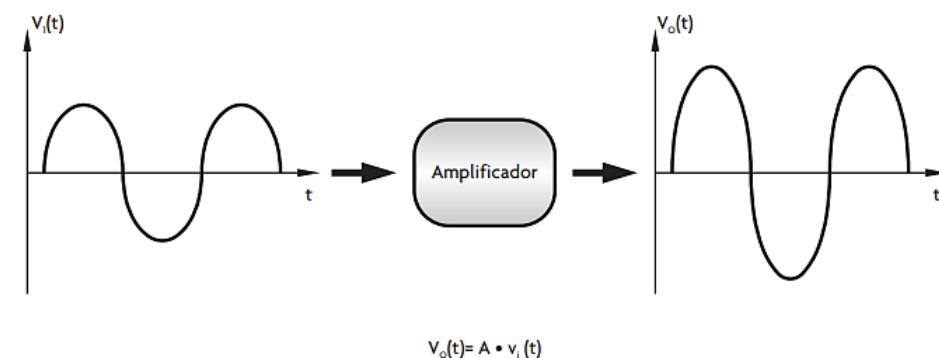 Vᵢ(t)
Vₒ(t)
Amplificador
t
t
Vₒ(t)= A • vᵢ (t)